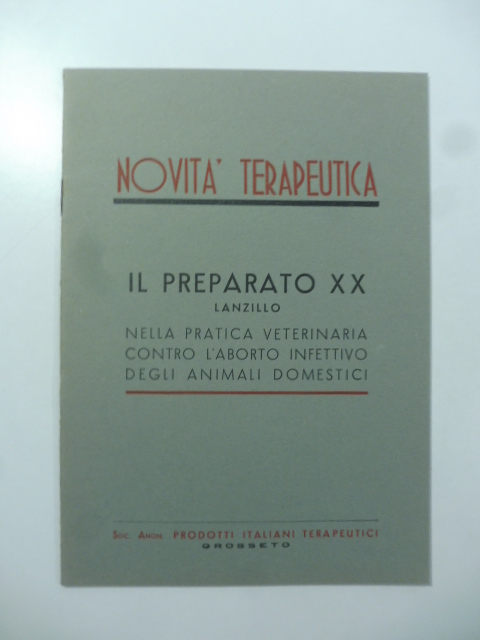 NOVITA' TERAPEUTICA
IL PREPARATO XX
LANZILLO
NELLA PRATICA VETERINARIA
CONTRO L'ABORTO INFETTIVO
DEGLI ANIMALI DOMESTICI
Soc. Anon. PRODOTTI ITALIANI TERAPEUTICI
GROSSETO